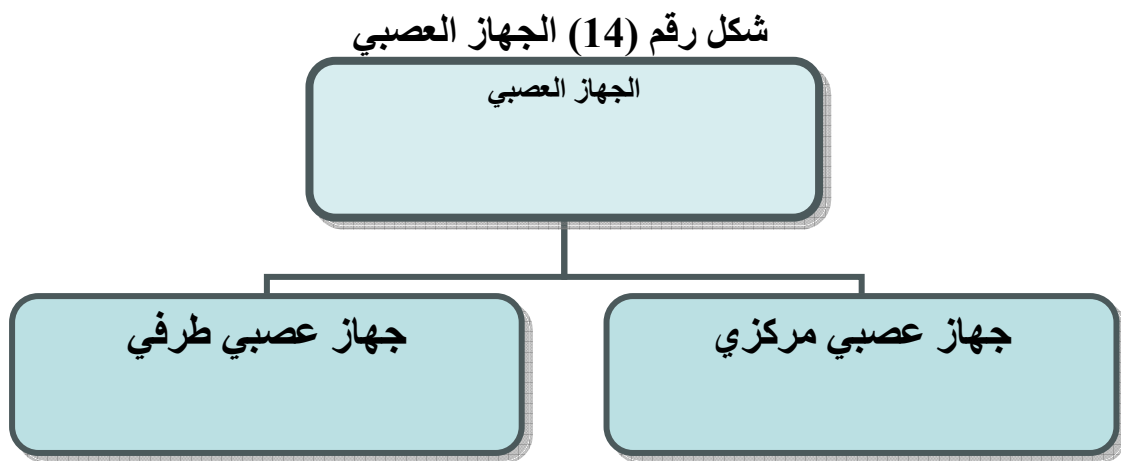 شكل رقم (14) الجهاز العصبي
الجهاز العصبي
جهاز عصبي مركزي
جهاز عصبي طرفي